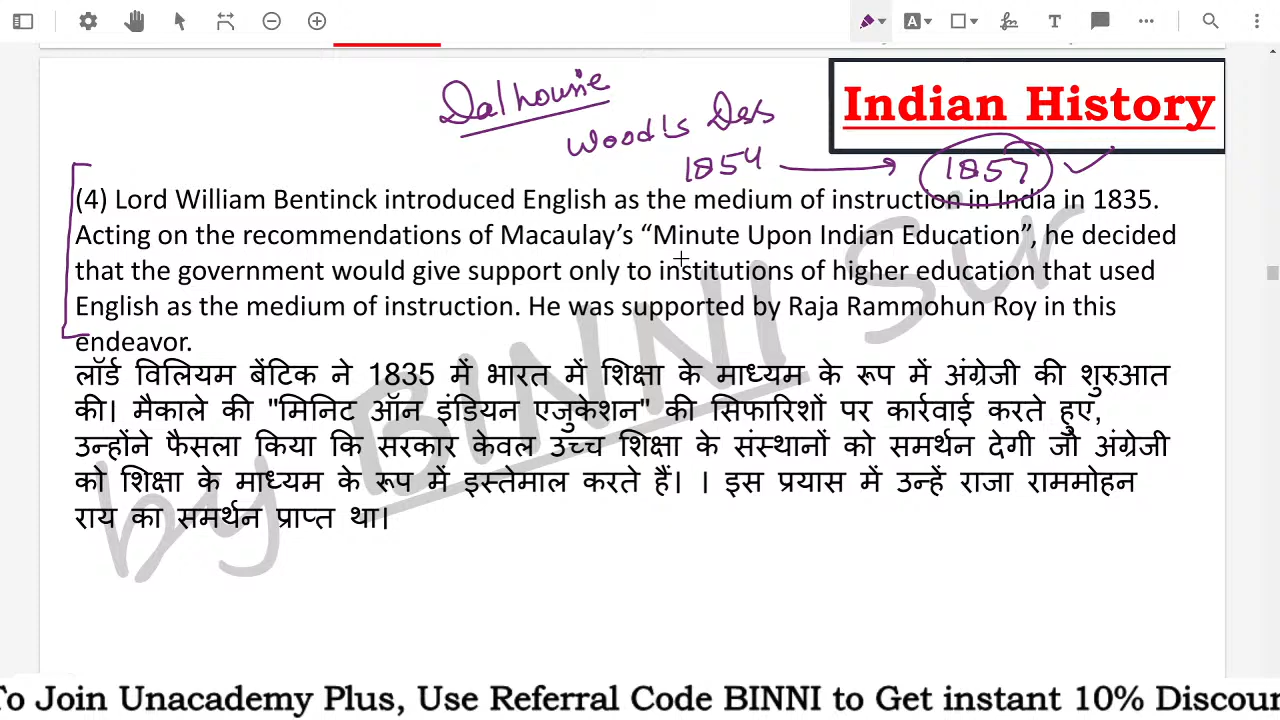 Dalhousie
Indian History
Wood's Des
1854 → 1857 ✓
(4) Lord William Bentinck introduced English as the medium of instruction in India in 1835.
Acting on the recommendations of Macaulay’s “Minute Upon Indian Education”, he decided
that the government would give support only to institutions of higher education that used
English as the medium of instruction. He was supported by Raja Rammohun Roy in this
endeavor.
लॉर्ड विलियम बेंटिक ने 1835 में भारत में शिक्षा के माध्यम के रूप में अंग्रेजी की शुरुआत
की। मैकाले की "मिनिट ऑन इंडियन एजुकेशन" की सिफारिशों पर कार्रवाई करते हुए,
उन्होंने फैसला किया कि सरकार केवल उच्च शिक्षा के संस्थानों को समर्थन देगी जो अंग्रेजी
को शिक्षा के माध्यम के रूप में इस्तेमाल करते हैं। । इस प्रयास में उन्हें राजा राममोहन
राय का समर्थन प्राप्त था।
by BINNI Sir
To Join Unacademy Plus, Use Referral Code BINNI to Get instant 10% Discoun